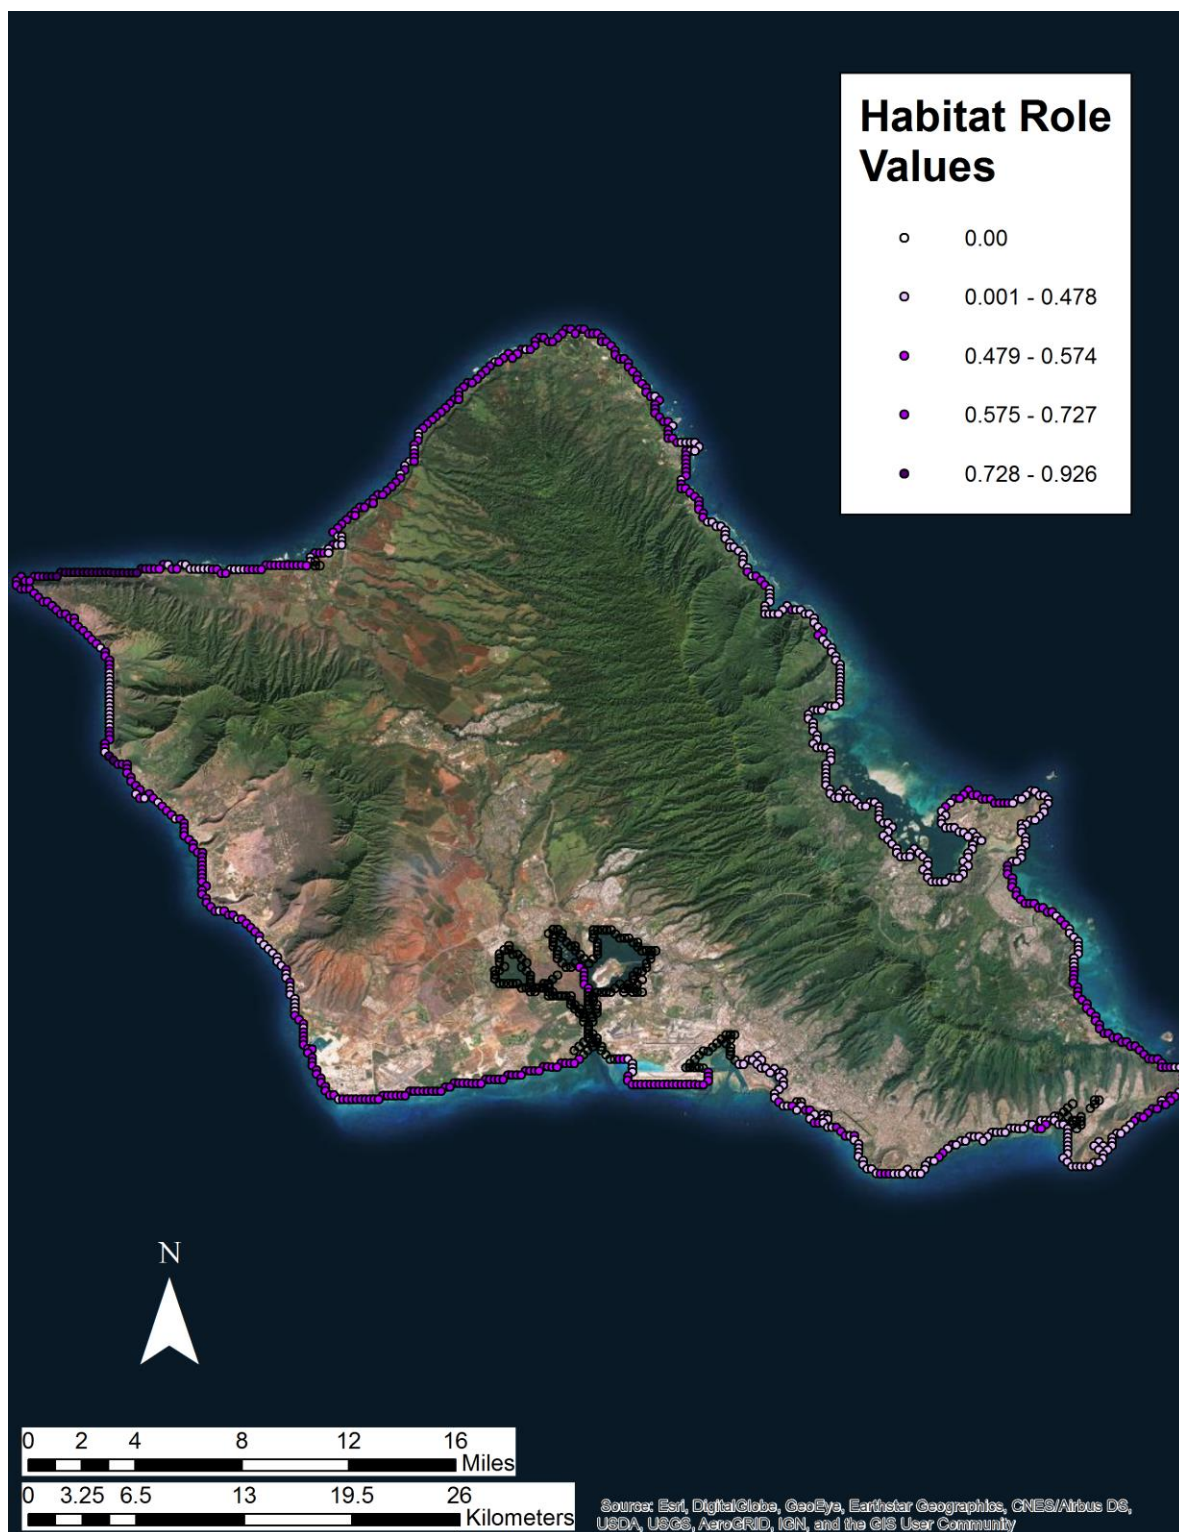 Habitat Role
Values
0.00
0.001 - 0.478
0.479 - 0.574
0.575 - 0.727
0.728 - 0.926
N
0 2 4 8 12 16
Miles
0 3.25 6.5 13 19.5 26
Kilometers
Source: Esri, DigitalGlobe, GeoEye, Earthstar Geographics, CNES/Airbus DS,
USDA, USGS, AeroGRID, IGN, and the GIS User Community